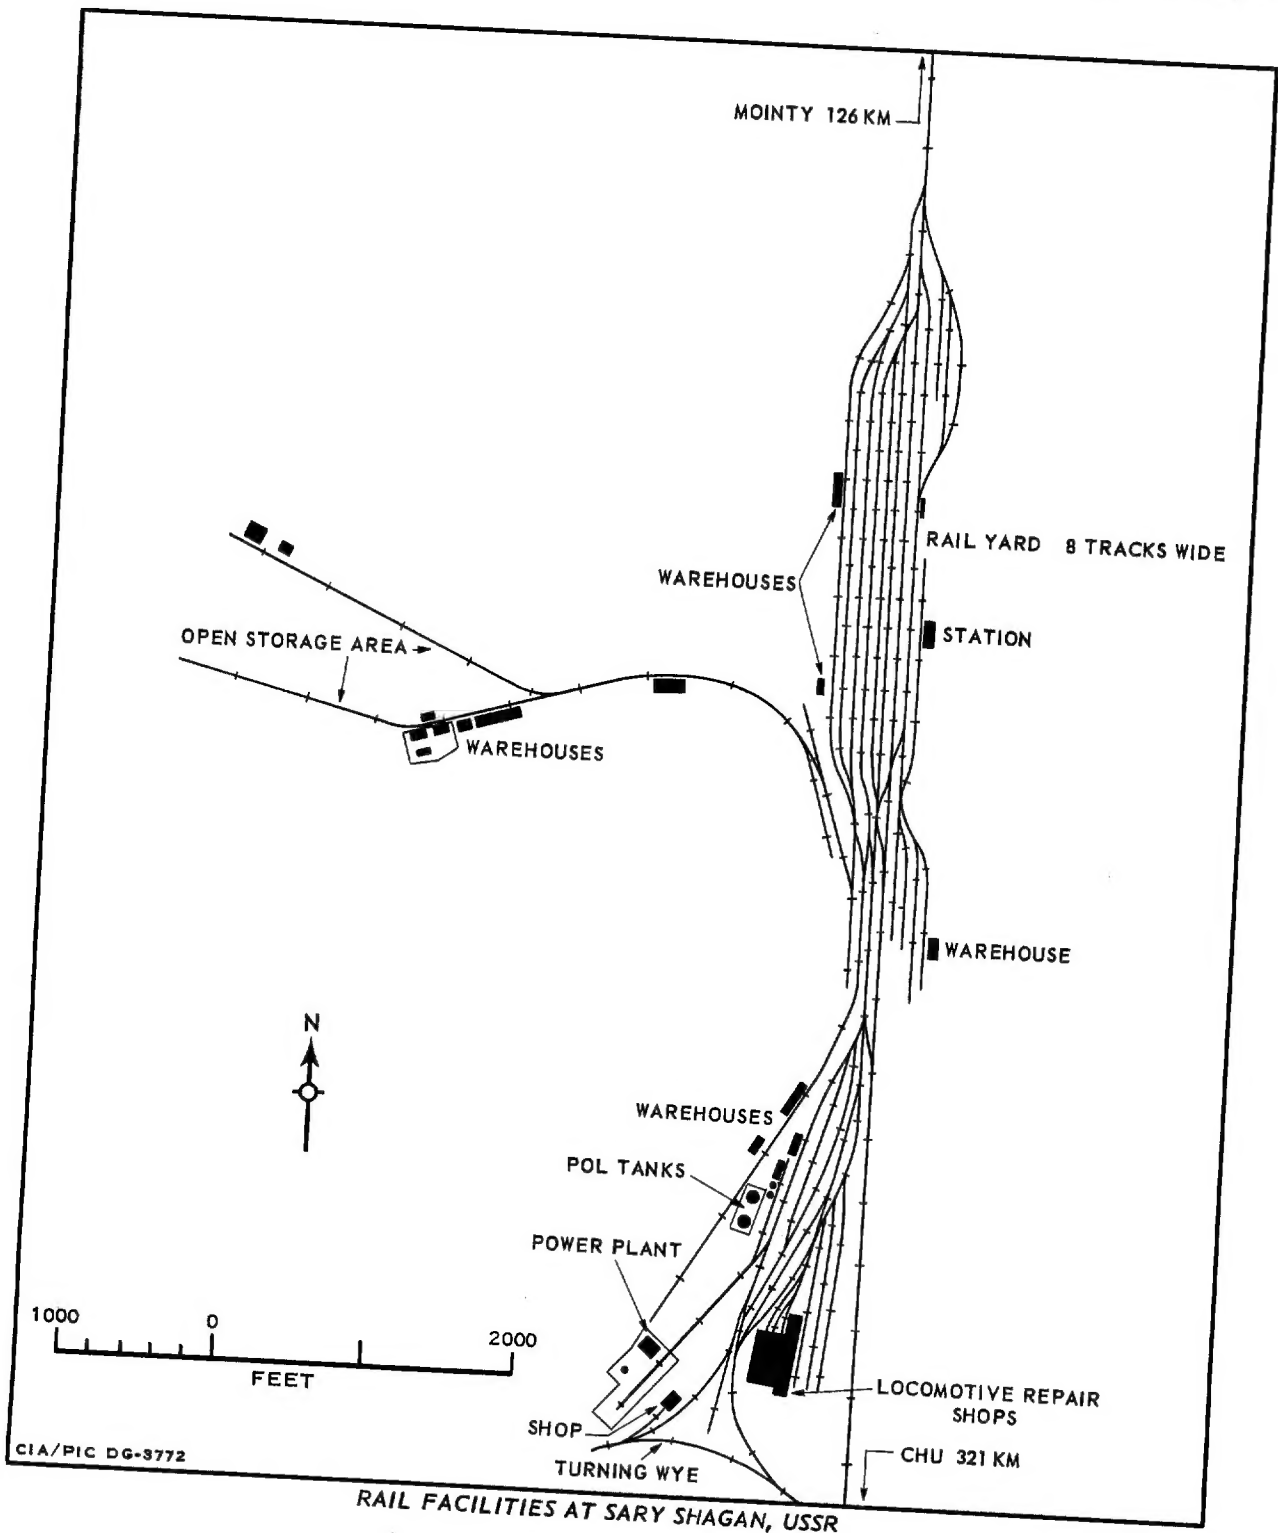 MOINTY 126 KM
RAIL YARD 8 TRACKS WIDE
WAREHOUSES
STATION
OPEN STORAGE AREA
WAREHOUSES
WAREHOUSE
N
WAREHOUSES
POL TANKS
POWER PLANT
1000 0 2000
FEET
LOCOMOTIVE REPAIR
SHOPS
SHOP
CHU 321 KM
TURNING WYE
CIA/PIC DG-3772
RAIL FACILITIES AT SARY SHAGAN, USSR